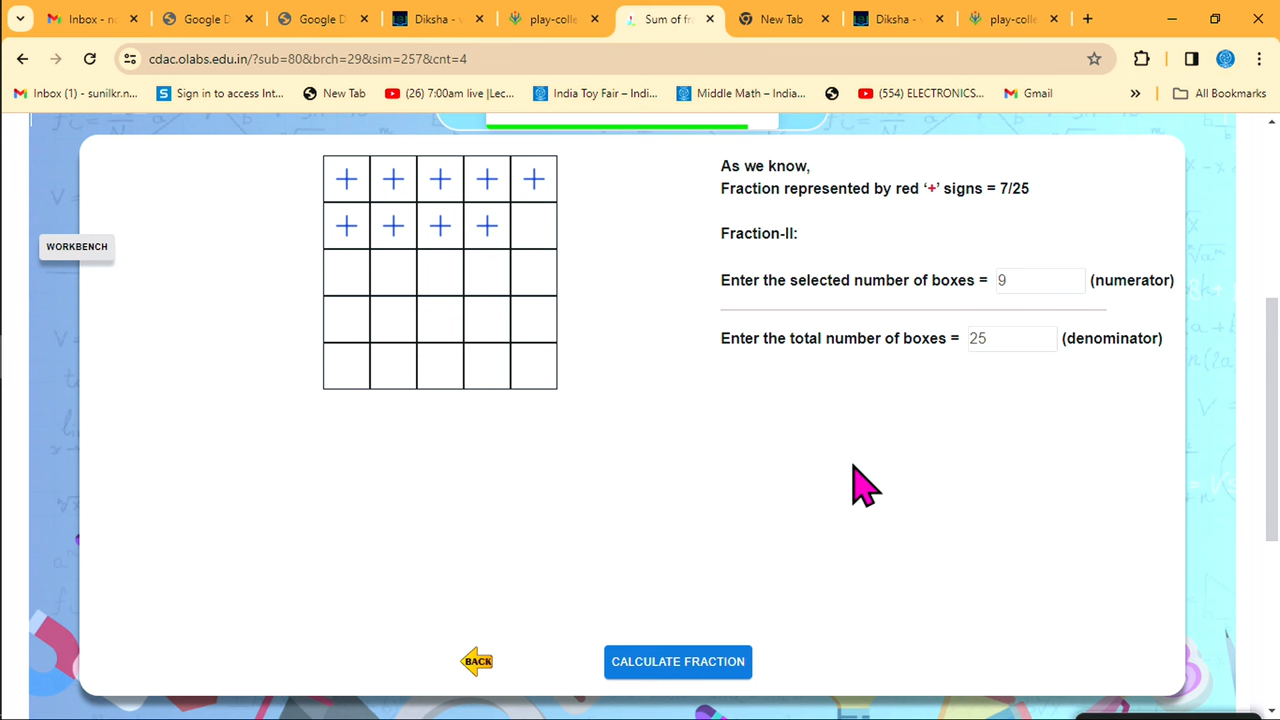 Inbox - no
Google D
Google D
Diksha - v
play-colle
Sum of fr
New Tab
Diksha - v
play-colle
cdac.olabs.edu.in/?sub=80&brch=29&sim=257&cnt=4
Inbox (1) - sunilkr.n...
Sign in to access Int...
New Tab
(26) 7:00am live |Lec...
India Toy Fair – Indi...
Middle Math – India...
(554) ELECTRONICS...
Gmail
»
All Bookmarks
As we know,
Fraction represented by red ‘+’ signs = 7/25
+ + + + +
+ + + +
WORKBENCH
Fraction-II:
Enter the selected number of boxes = 9 (numerator)
Enter the total number of boxes = 25 (denominator)
BACK
CALCULATE FRACTION